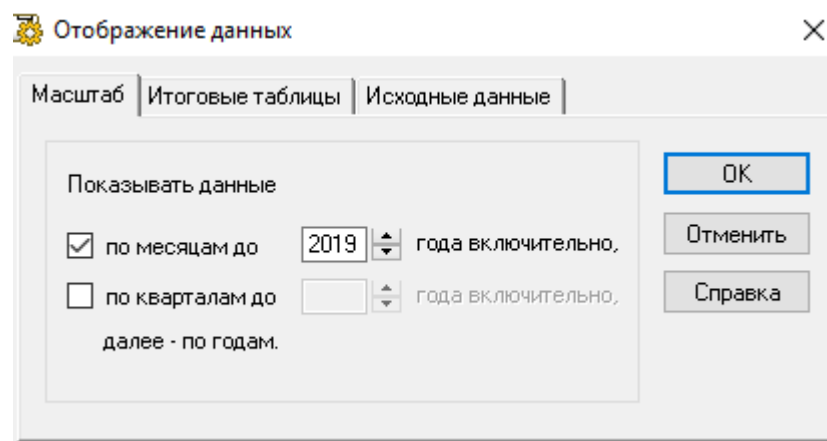 Отображение данных
Масштаб Итоговые таблицы Исходные данные
Показывать данные
по месяцам до 2019 года включительно,
по кварталам до года включительно,
далее - по годам.
OK
Отменить
Справка